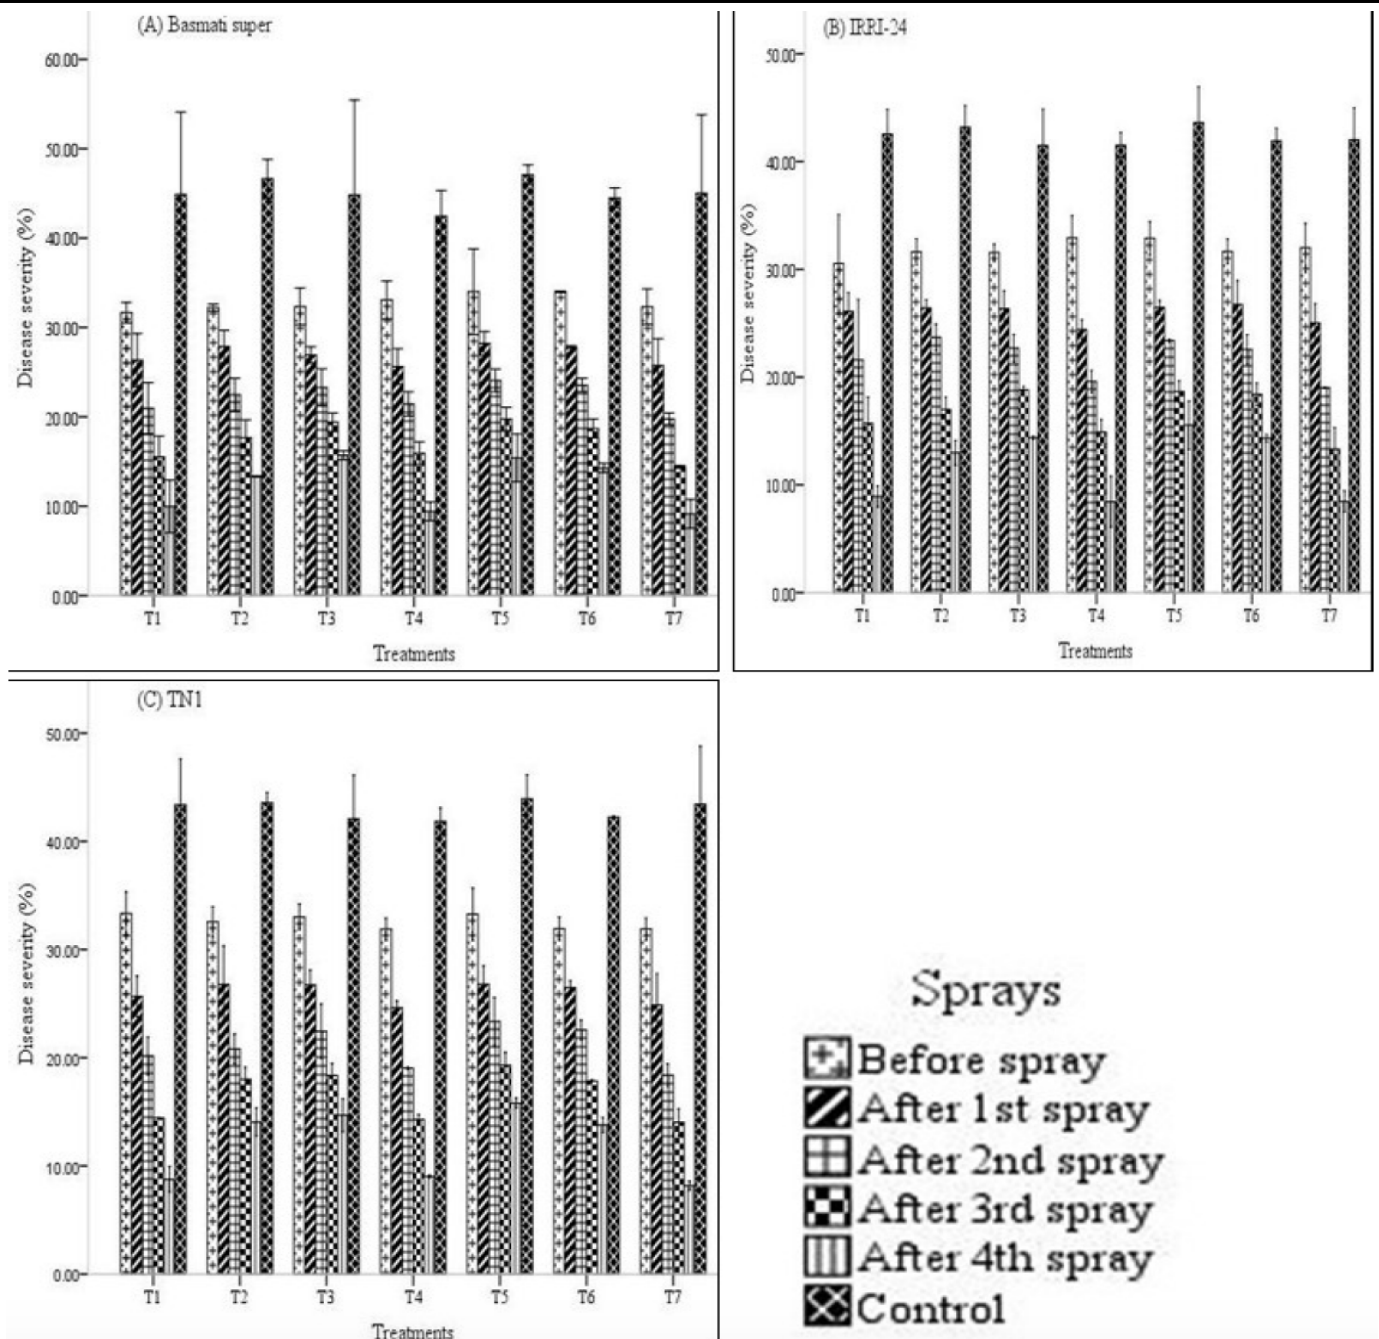 (A) Basmati super
60.00
50.00
40.00
30.00
20.00
10.00
0.00
Disease severity (%)
T1 T2 T3 T4 T5 T6 T7
Treatments
(B) IRRI-24
50.00
40.00
30.00
20.00
10.00
0.00
Disease severity (%)
T1 T2 T3 T4 T5 T6 T7
Treatments
(C) TN1
50.00
40.00
30.00
20.00
10.00
0.00
Disease severity (%)
T1 T2 T3 T4 T5 T6 T7
Treatments
Sprays
Before spray
After 1st spray
After 2nd spray
After 3rd spray
After 4th spray
Control